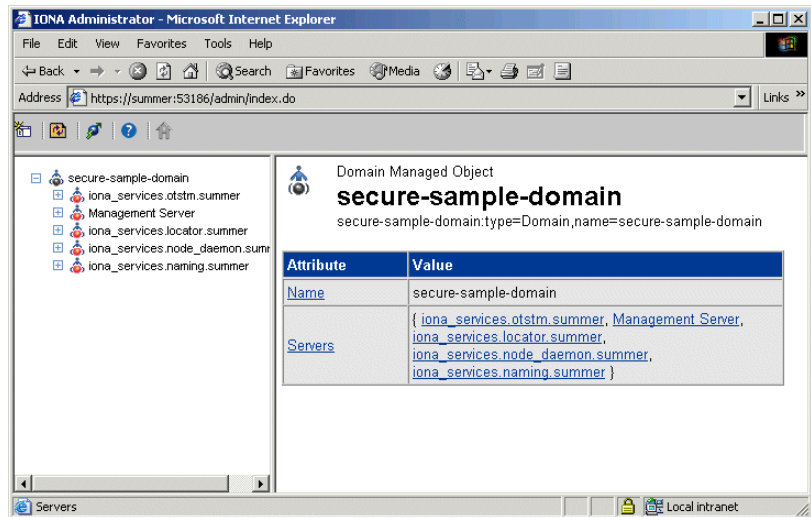 IONA Administrator - Microsoft Internet Explorer
File Edit View Favorites Tools Help
Back Search Favorites Media
Address https://summer:53186/admin/index.do Links »
secure-sample-domain
iona_services.otstm.summer
Management Server
iona_services.locator.summer
iona_services.node_daemon.summ
iona_services.naming.summer
Domain Managed Object
secure-sample-domain
secure-sample-domain:type=Domain,name=secure-sample-domain
Attribute Value
Name secure-sample-domain
Servers { iona_services.otstm.summer, Management Server,
iona_services.locator.summer,
iona_services.node_daemon.summer,
iona_services.naming.summer }
Servers Local intranet